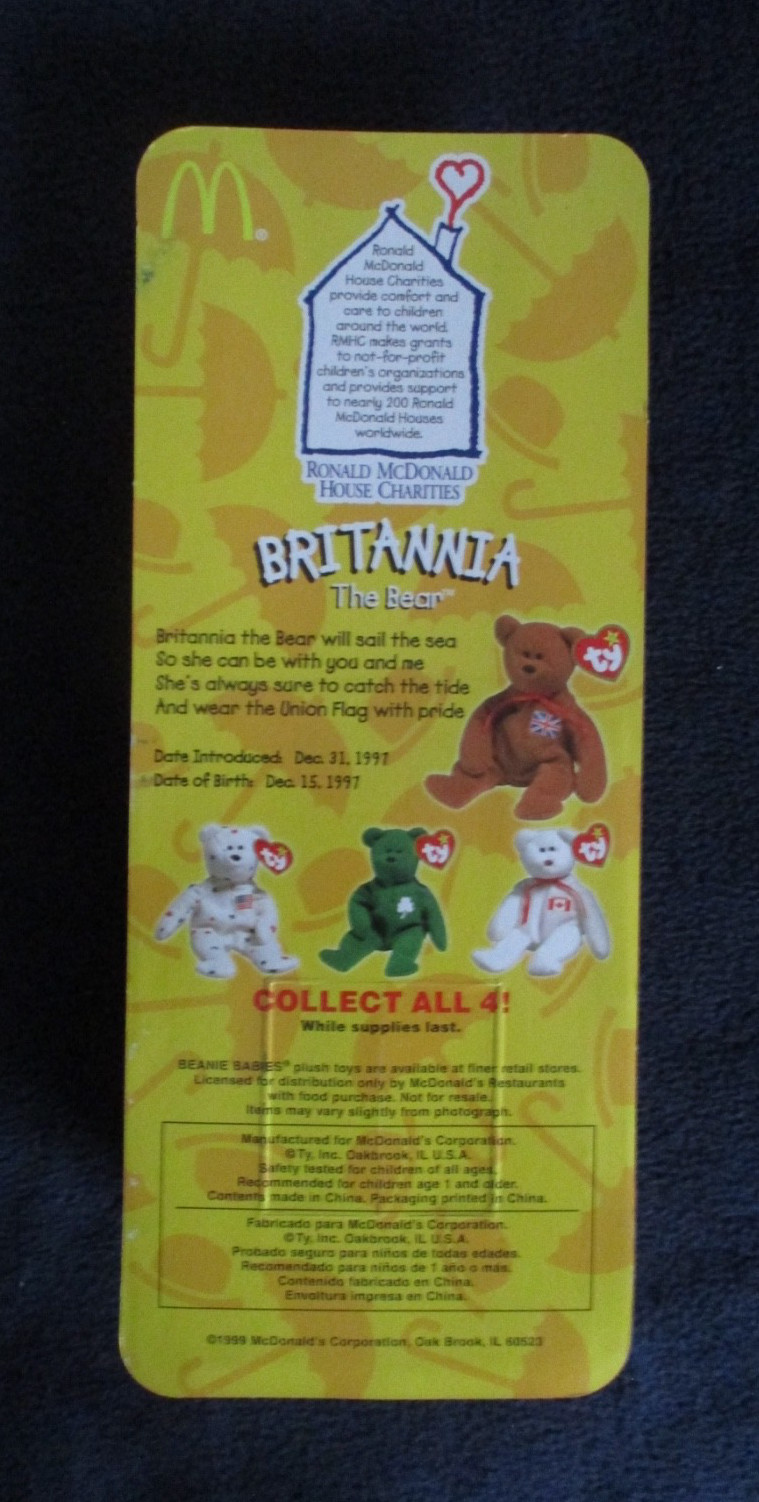 Ronald
McDonald
House Charities
provide comfort and
care to children
around the world.
RMHC makes grants
to not-for-profit
children's organizations
and provides support
to nearly 200 Ronald
McDonald Houses
worldwide.
RONALD MCDONALD
HOUSE CHARITIES
BRITANNIA
The Bear™
Britannia the Bear will sail the sea
So she can be with you and me
She's always sure to catch the tide
And wear the Union Flag with pride
Date Introduced: Dec. 31, 1997
Date of Birth: Dec. 15, 1997
ty
ty
ty
ty
COLLECT ALL 4!
While supplies last.
BEANIE BABIES® plush toys are available at finer retail stores.
Licensed for distribution only by McDonald's Restaurants
with food purchase. Not for resale.
Items may vary slightly from photograph.
Manufactured for McDonald's Corporation.
©Ty, Inc. Oakbrook, IL U.S.A.
Safety tested for children of all ages.
Recommended for children age 1 and older.
Contents made in China. Packaging printed in China.
Fabricado para McDonald's Corporation.
©Ty, Inc. Oakbrook, IL U.S.A.
Probado seguro para niños de todas edades.
Recomendado para niños de 1 año o más.
Contenido fabricado en China.
Envoltura impresa en China.
©1999 McDonald's Corporation, Oak Brook, IL 60523